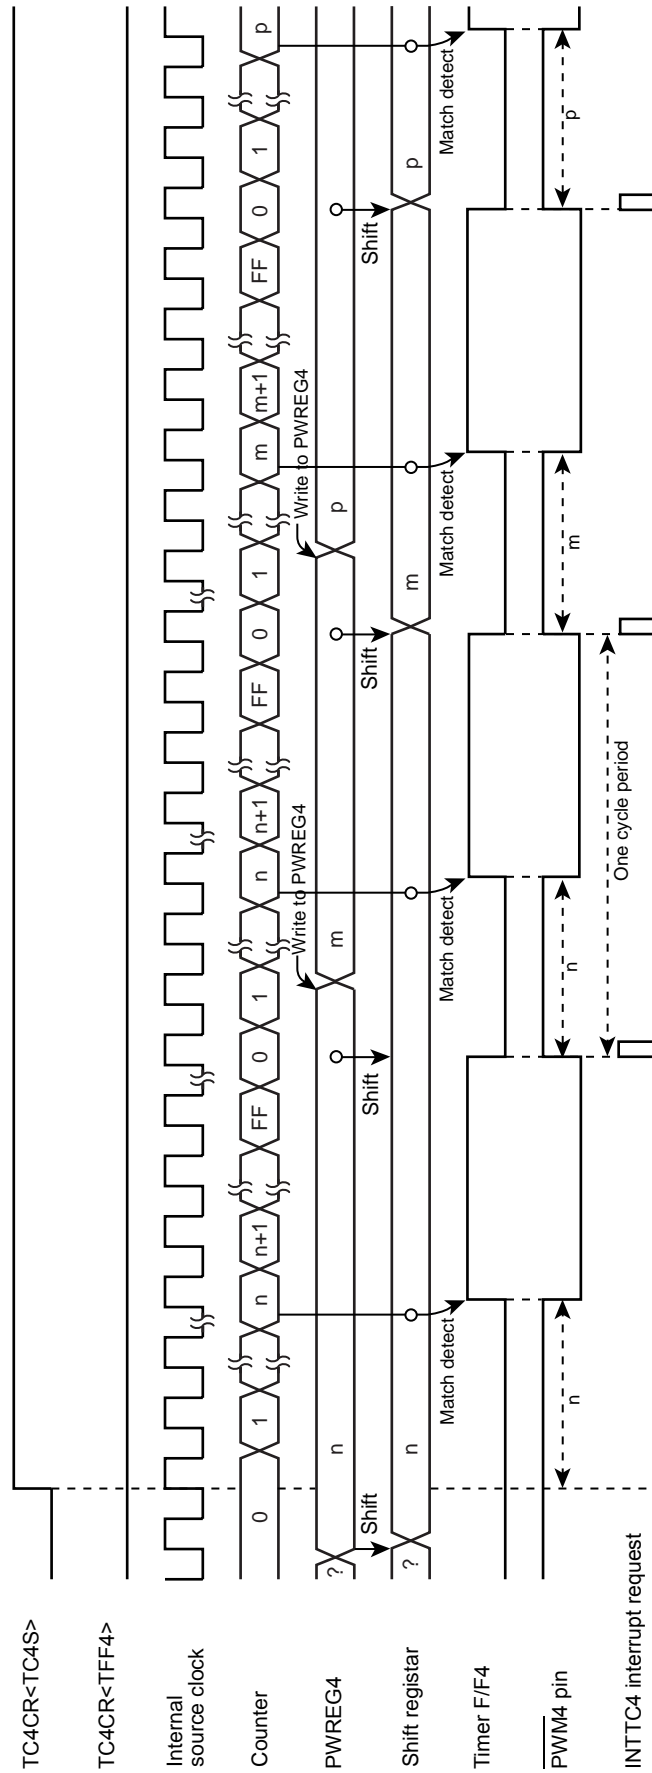 TC4CR<TC4S>
TC4CR<TFF4>
Internal
source clock
Counter
0 1 n n+1 FF 0 1 n n+1 FF 0 1 m m+1 FF 0 1 p
Write to PWREG4 Write to PWREG4
PWREG4
? n m p
Shift Shift Shift Shift
Shift registar
? n m p
Match detect Match detect Match detect Match detect
Timer F/F4
PWM4 pin
n n m p
One cycle period
INTTC4 interrupt request